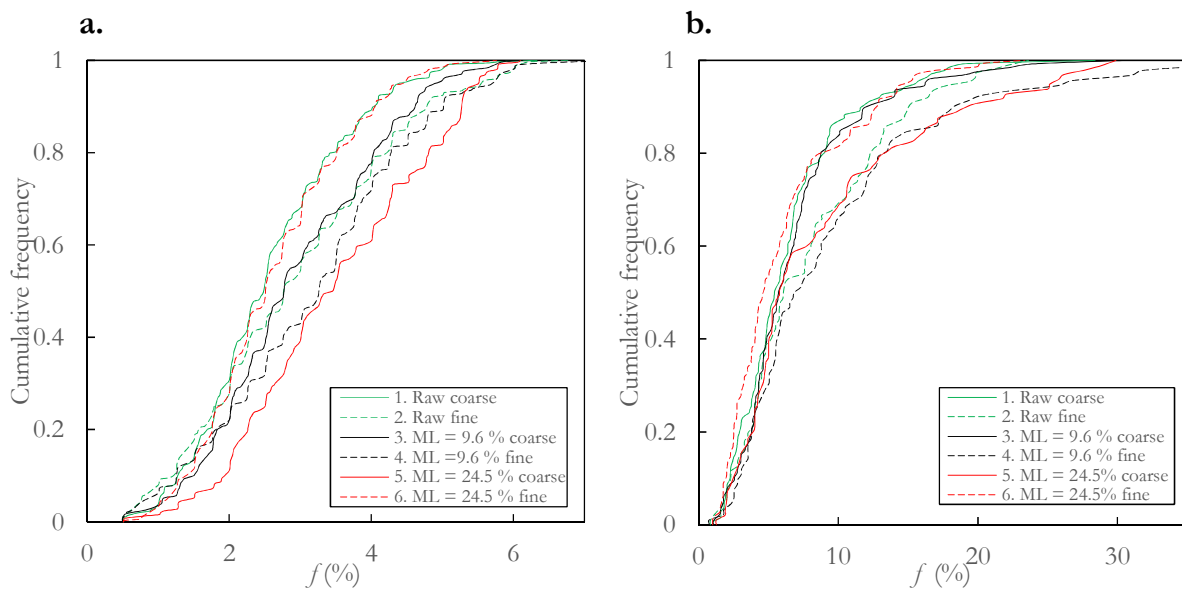 a.
Cumulative frequency
1
0.8
0.6
0.4
0.2
0
0
2
4
6
f (%)
1. Raw coarse
2. Raw fine
3. ML = 9.6 % coarse
4. ML =9.6 % fine
5. ML = 24.5 % coarse
6. ML = 24.5 % fine
b.
Cumulative frequency
1
0.8
0.6
0.4
0.2
0
0
10
20
30
f (%)
1. Raw coarse
2. Raw fine
3. ML = 9.6 % coarse
4. ML = 9.6 % fine
5. ML = 24.5% coarse
6. ML = 24.5% fine